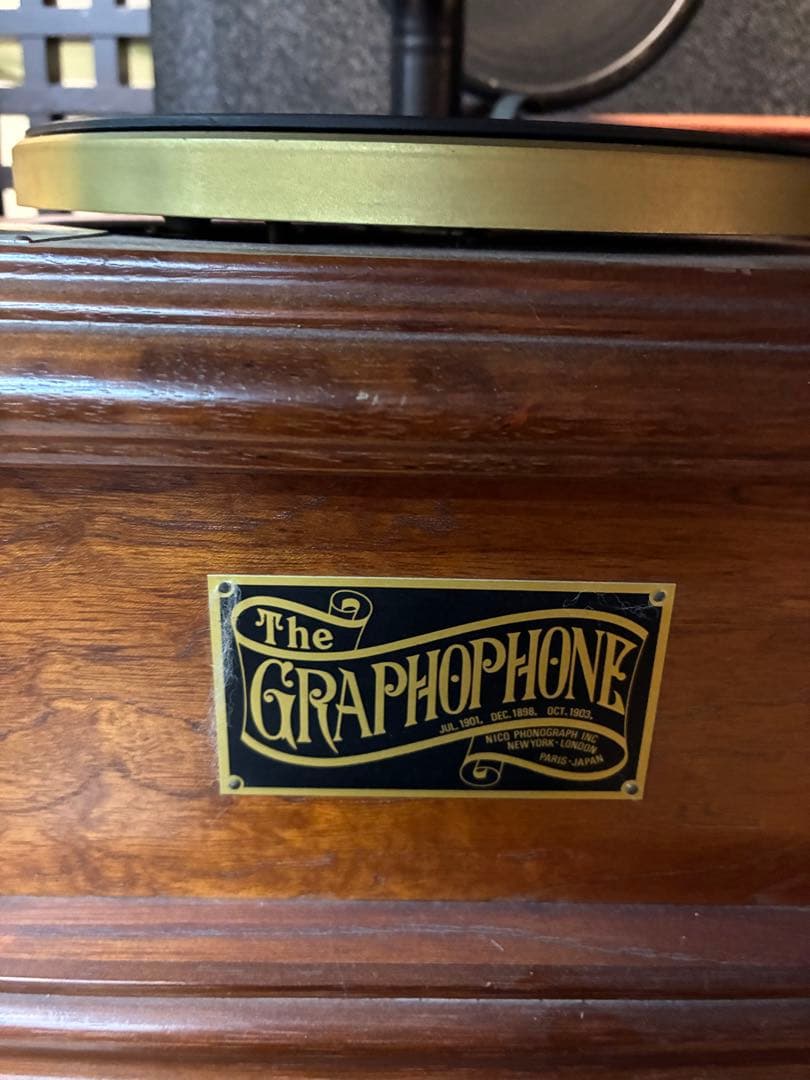 The
GRAPHOPHONE
JUL.1901. DEC.1898. OCT.1903.
NICO PHONOGRAPH INC
NEW YORK·LONDON
PARIS·JAPAN